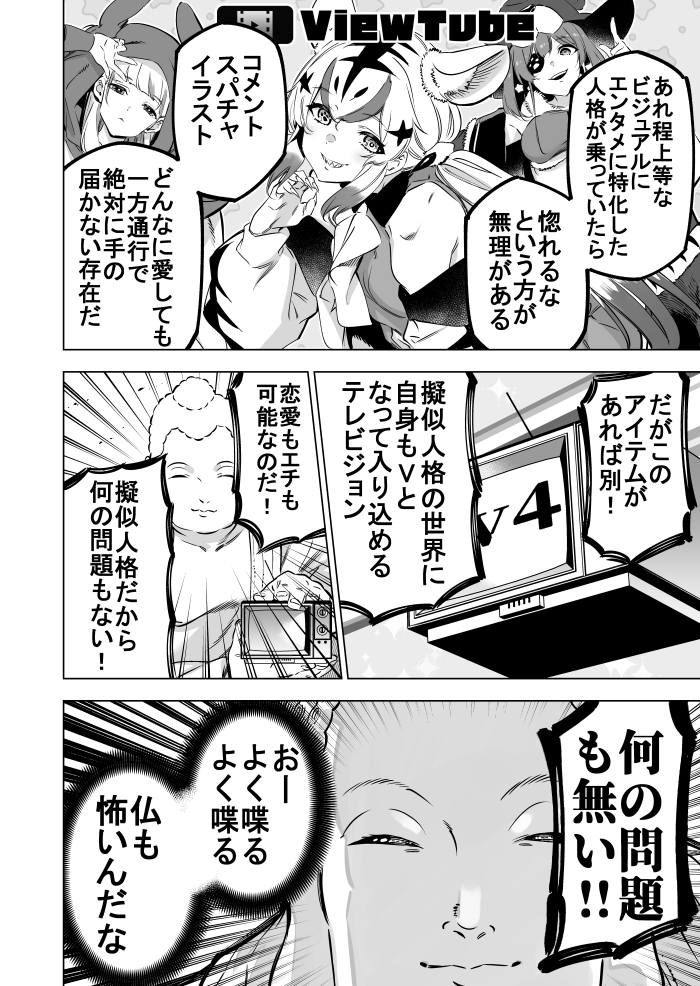 ViewTube
あれ程上等な
ビジュアルに
エンタメに特化した
人格が乗っていたら
惚れるな
という方が
無理がある
コメント
スパチャ
イラスト
どんなに愛しても
一方通行で
絶対に手の
届かない存在だ
だがこの
アイテムが
あれば別！
v4
擬似人格の世界に
自身もVと
なって入り込める
テレビジョン
恋愛もエチも
可能なのだ！
擬似人格だから
何の問題もない！
何の問題
も無い!!
おー
よく喋る
よく喋る
仏も
怖いんだな